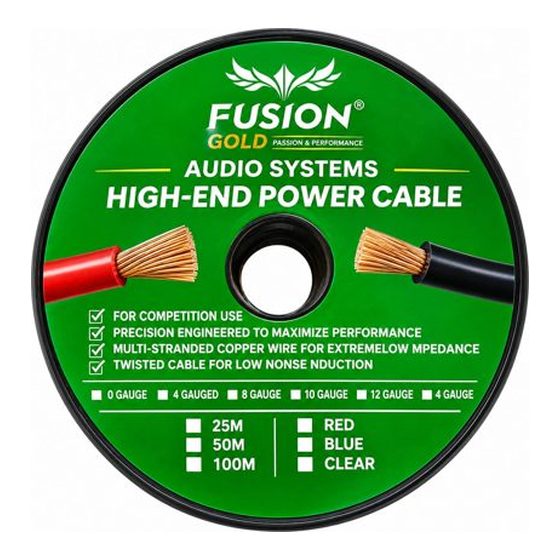 FUSION®
GOLD PASSION & PERFORMANCE
AUDIO SYSTEMS
HIGH-END POWER CABLE
FOR COMPETITION USE
PRECISION ENGINEERED TO MAXIMIZE PERFORMANCE
MULTI-STRANDED COPPER WIRE FOR EXTREMELOW MPEDANCE
TWISTED CABLE FOR LOW NONSE NDUCTION
0 GAUGE 4 GAUGED 8 GAUGE 10 GAUGE 12 GAUGE 4 GAUGE
25M RED
50M BLUE
100M CLEAR